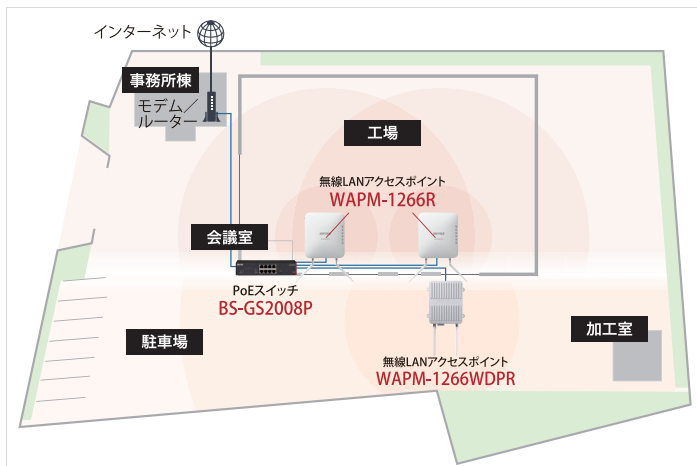 インターネット
事務所棟
モデム／
ルーター
工場
無線LANアクセスポイント
WAPM-1266R
会議室
PoEスイッチ
BS-GS2008P
駐車場
加工室
無線LANアクセスポイント
WAPM-1266WDPR